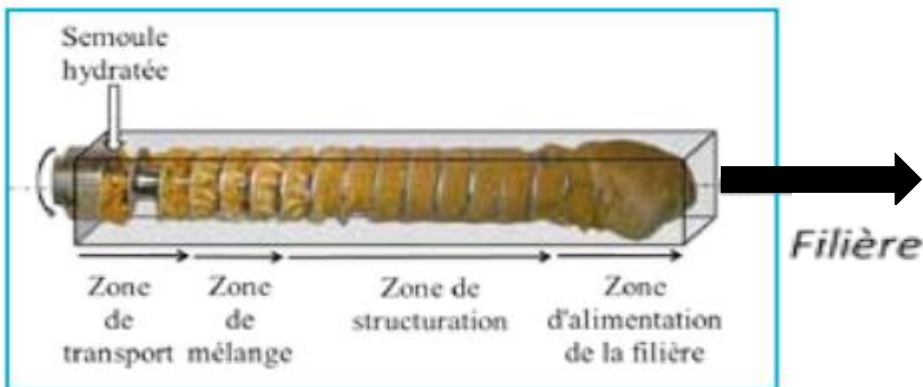 Semoule
hydratée
Filière
Zone
de
transport
Zone
de
mélange
Zone de
structuration
Zone
d'alimentation
de la filière